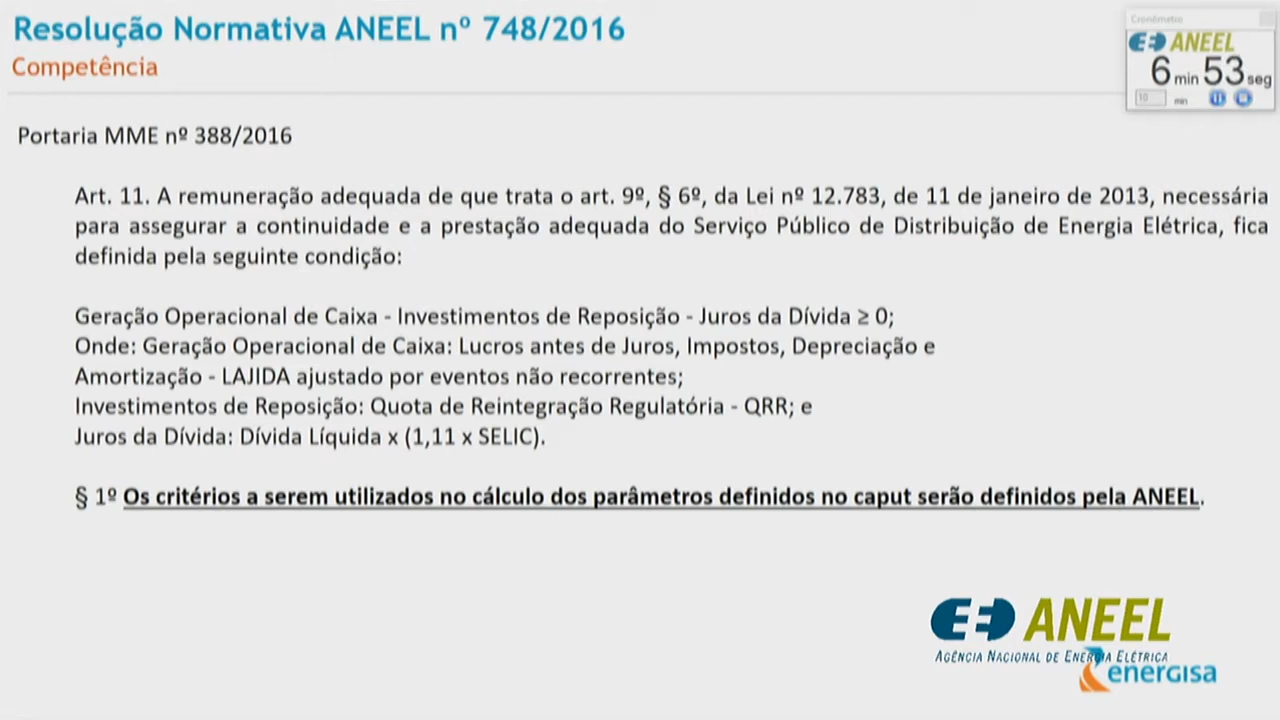 Resolução Normativa ANEEL nº 748/2016
Competência
Cronômetro
ANEEL
6 min 53 seg
10 min
Portaria MME nº 388/2016
Art. 11. A remuneração adequada de que trata o art. 9º, § 6º, da Lei nº 12.783, de 11 de janeiro de 2013, necessária
para assegurar a continuidade e a prestação adequada do Serviço Público de Distribuição de Energia Elétrica, fica
definida pela seguinte condição:
Geração Operacional de Caixa - Investimentos de Reposição - Juros da Dívida ≥ 0;
Onde: Geração Operacional de Caixa: Lucros antes de Juros, Impostos, Depreciação e
Amortização - LAJIDA ajustado por eventos não recorrentes;
Investimentos de Reposição: Quota de Reintegração Regulatória - QRR; e
Juros da Dívida: Dívida Líquida x (1,11 x SELIC).
§ 1º Os critérios a serem utilizados no cálculo dos parâmetros definidos no caput serão definidos pela ANEEL.
ANEEL
AGÊNCIA NACIONAL DE ENERGIA ELÉTRICA
energisa